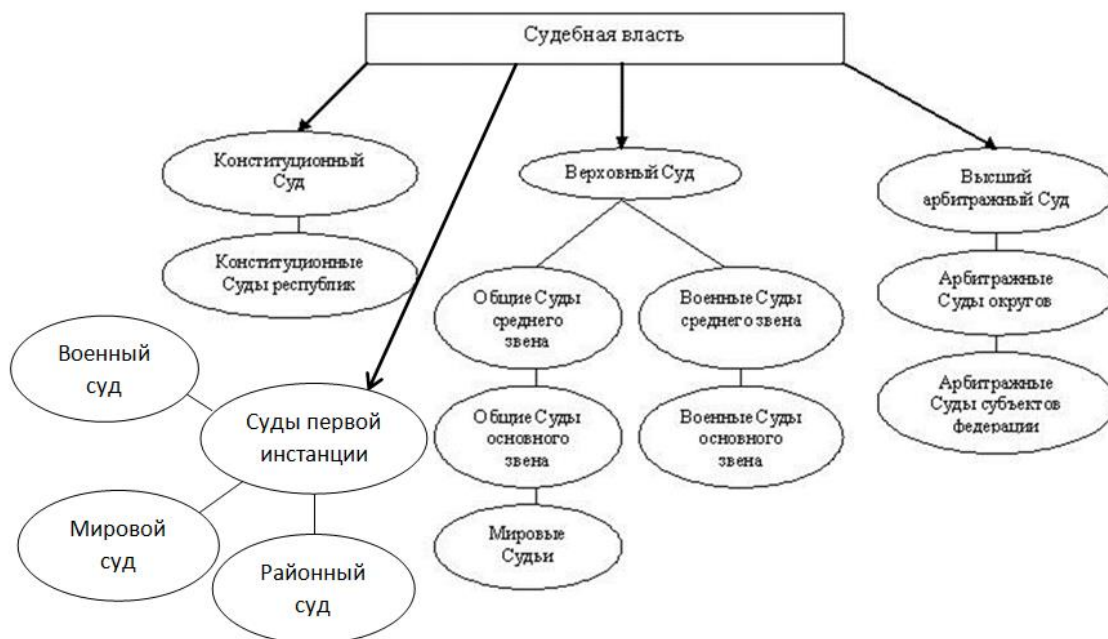 Судебная власть
Конституционный
Суд
Верховный Суд
Высший
арбитражный Суд
Конституционные
Суды республик
Общие Суды
среднего
звена
Военные Суды
среднего звена
Арбитражные
Суды округов
Военный
суд
Суды первой
инстанции
Общие Суды
основного
звена
Военные Суды
основного
звена
Арбитражные
Суды субъектов
федерации
Мировой
суд
Районный
суд
Мировые
Судьи